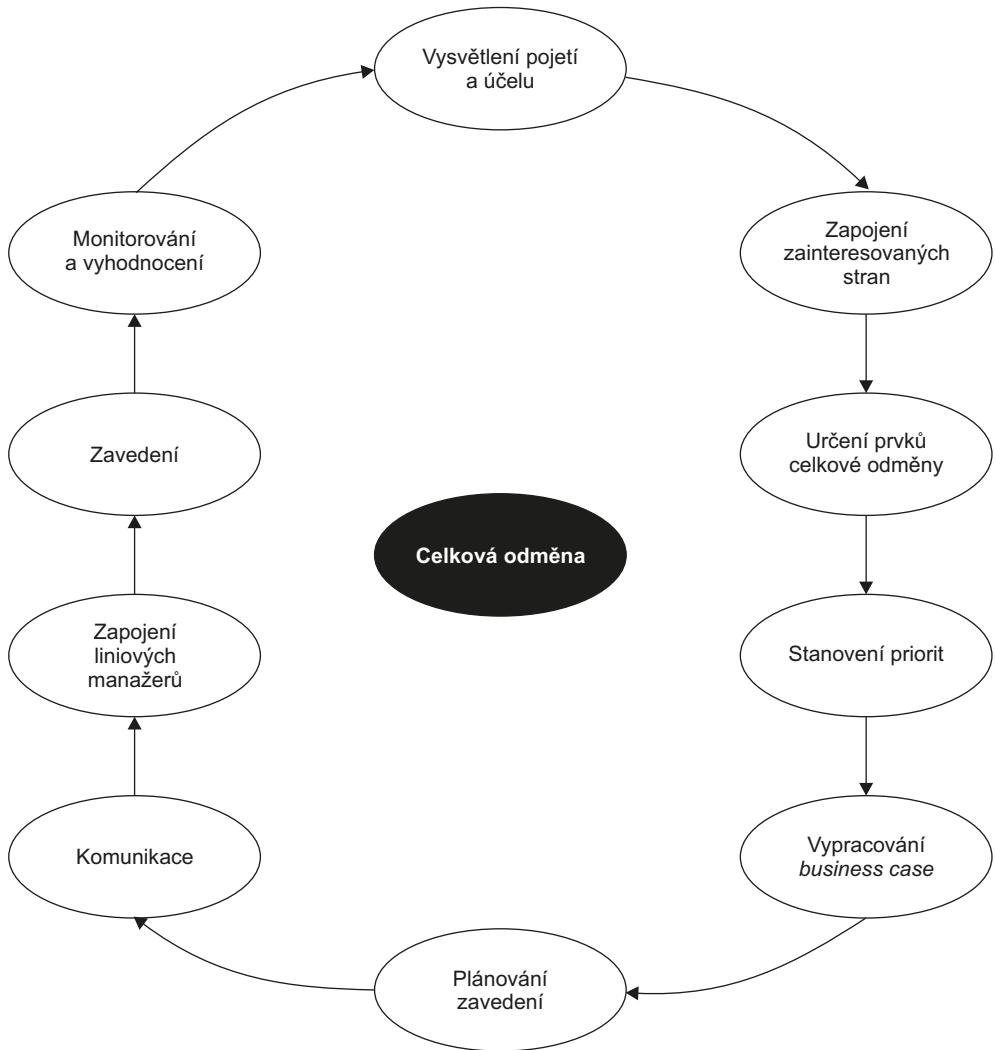 Vysvětlení pojetí
a účelu
Zapojení
zainteresovaných
stran
Určení prvků
celkové odměny
Stanovení priorit
Vypracování
business case
Plánování
zavedení
Komunikace
Zapojení
liniových
manažerů
Zavedení
Monitorování
a vyhodnocení
Celková odměna